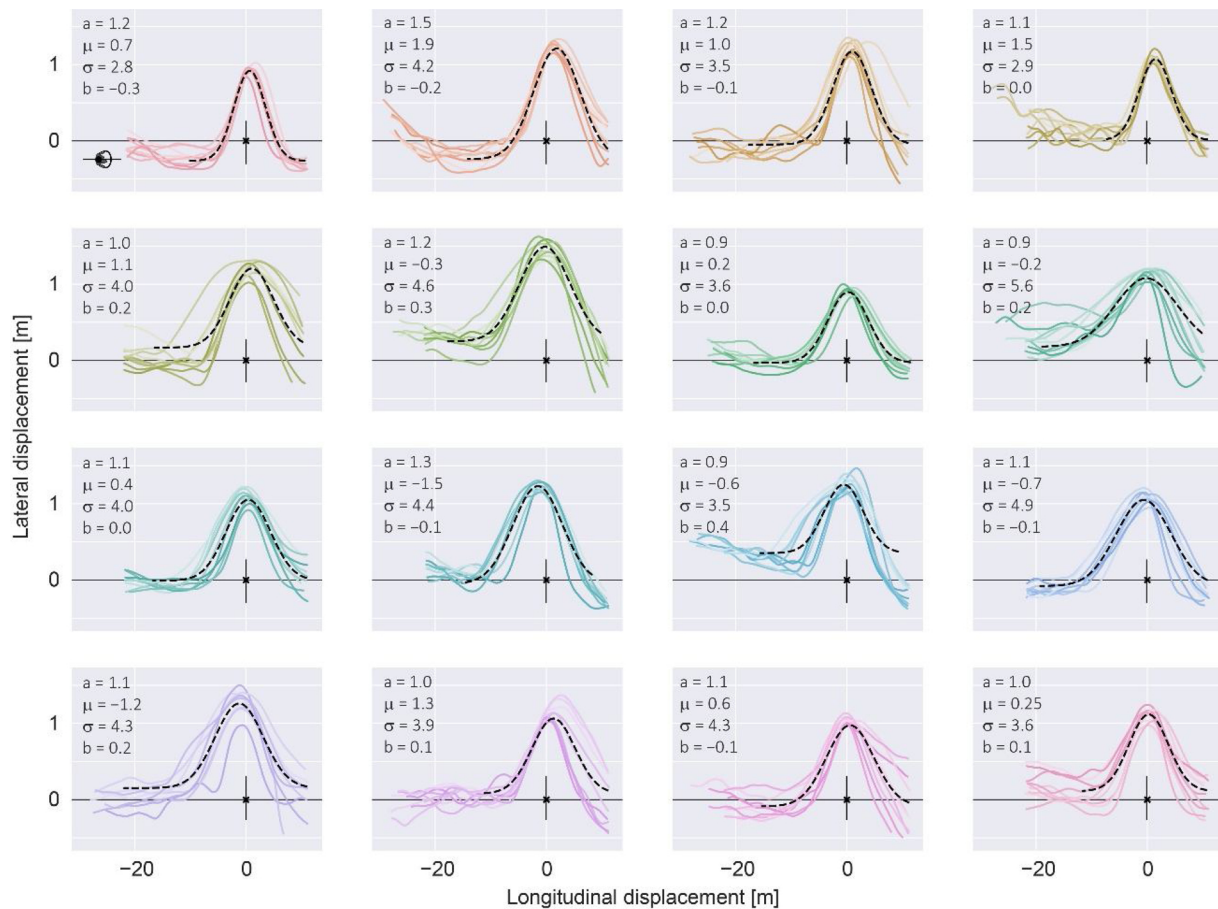 a = 1.2
μ = 0.7
σ = 2.8
b = −0.3
a = 1.5
μ = 1.9
σ = 4.2
b = −0.2
a = 1.2
μ = 1.0
σ = 3.5
b = −0.1
a = 1.1
μ = 1.5
σ = 2.9
b = 0.0
1
0
a = 1.0
μ = 1.1
σ = 4.0
b = 0.2
a = 1.2
μ = −0.3
σ = 4.6
b = 0.3
a = 0.9
μ = 0.2
σ = 3.6
b = 0.0
a = 0.9
μ = −0.2
σ = 5.6
b = 0.2
1
0
Lateral displacement [m]
a = 1.1
μ = 0.4
σ = 4.0
b = 0.0
a = 1.3
μ = −1.5
σ = 4.4
b = −0.1
a = 0.9
μ = −0.6
σ = 3.5
b = 0.4
a = 1.1
μ = −0.7
σ = 4.9
b = −0.1
1
0
a = 1.1
μ = −1.2
σ = 4.3
b = 0.2
a = 1.0
μ = 1.3
σ = 3.9
b = 0.1
a = 1.1
μ = 0.6
σ = 4.3
b = −0.1
a = 1.0
μ = 0.25
σ = 3.6
b = 0.1
1
0
−20 0 −20 0 −20 0 −20 0
Longitudinal displacement [m]